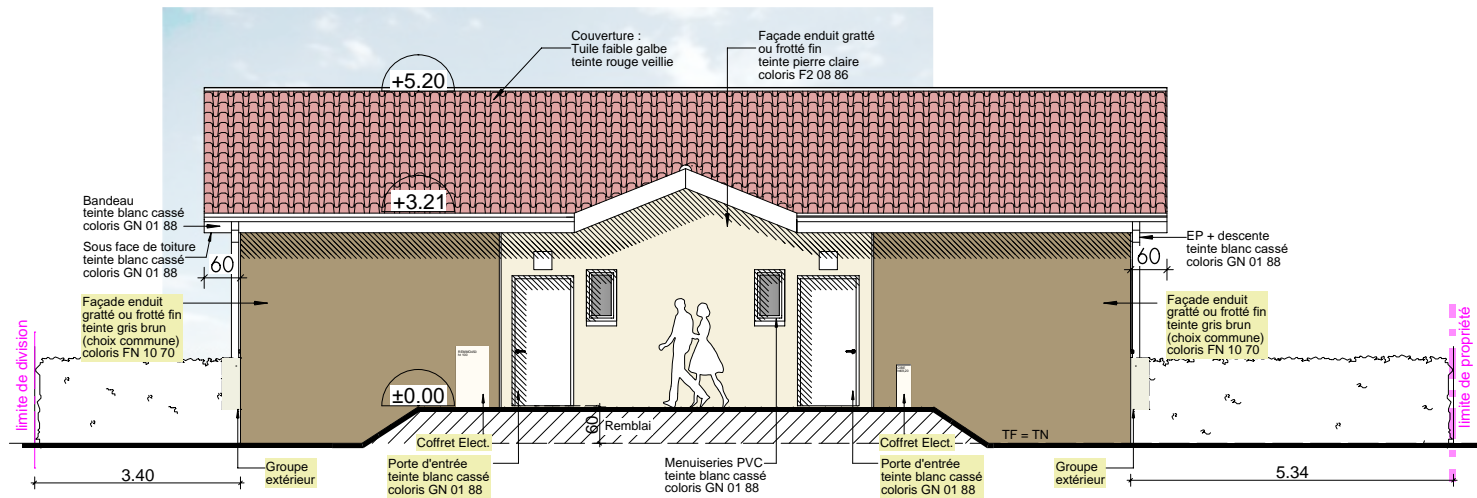 Couverture :
Tuile faible galbe
teinte rouge veillie
Façade enduit gratté
ou frotté fin
teinte pierre claire
coloris F2 08 86
+5.20
+3.21
Bandeau
teinte blanc cassé
coloris GN 01 88
Sous face de toiture
teinte blanc cassé
coloris GN 01 88
60
EP + descente
teinte blanc cassé
coloris GN 01 88
60
Façade enduit
gratté ou frotté fin
teinte gris brun
(choix commune)
coloris FN 10 70
Façade enduit
gratté ou frotté fin
teinte gris brun
(choix commune)
coloris FN 10 70
limite de division
limite de propriété
±0.00
60
Remblai
TF = TN
Coffret Elect.
Coffret Elect.
Groupe
extérieur
Porte d'entrée
teinte blanc cassé
coloris GN 01 88
Menuiseries PVC
teinte blanc cassé
coloris GN 01 88
Porte d'entrée
teinte blanc cassé
coloris GN 01 88
Groupe
extérieur
3.40
5.34